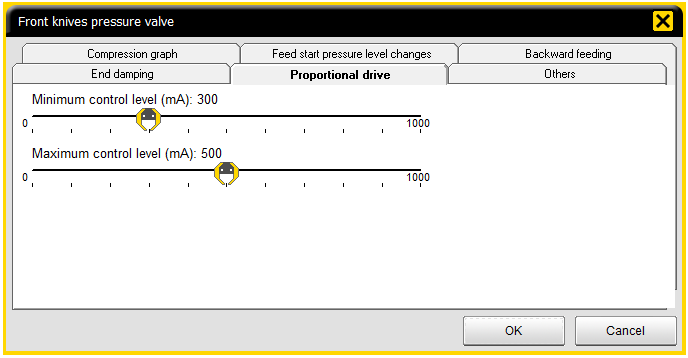 Front knives pressure valve
Compression graph
Feed start pressure level changes
Backward feeding
End damping
Proportional drive
Others
Minimum control level (mA): 300
0
1000
Maximum control level (mA): 500
0
1000
OK
Cancel